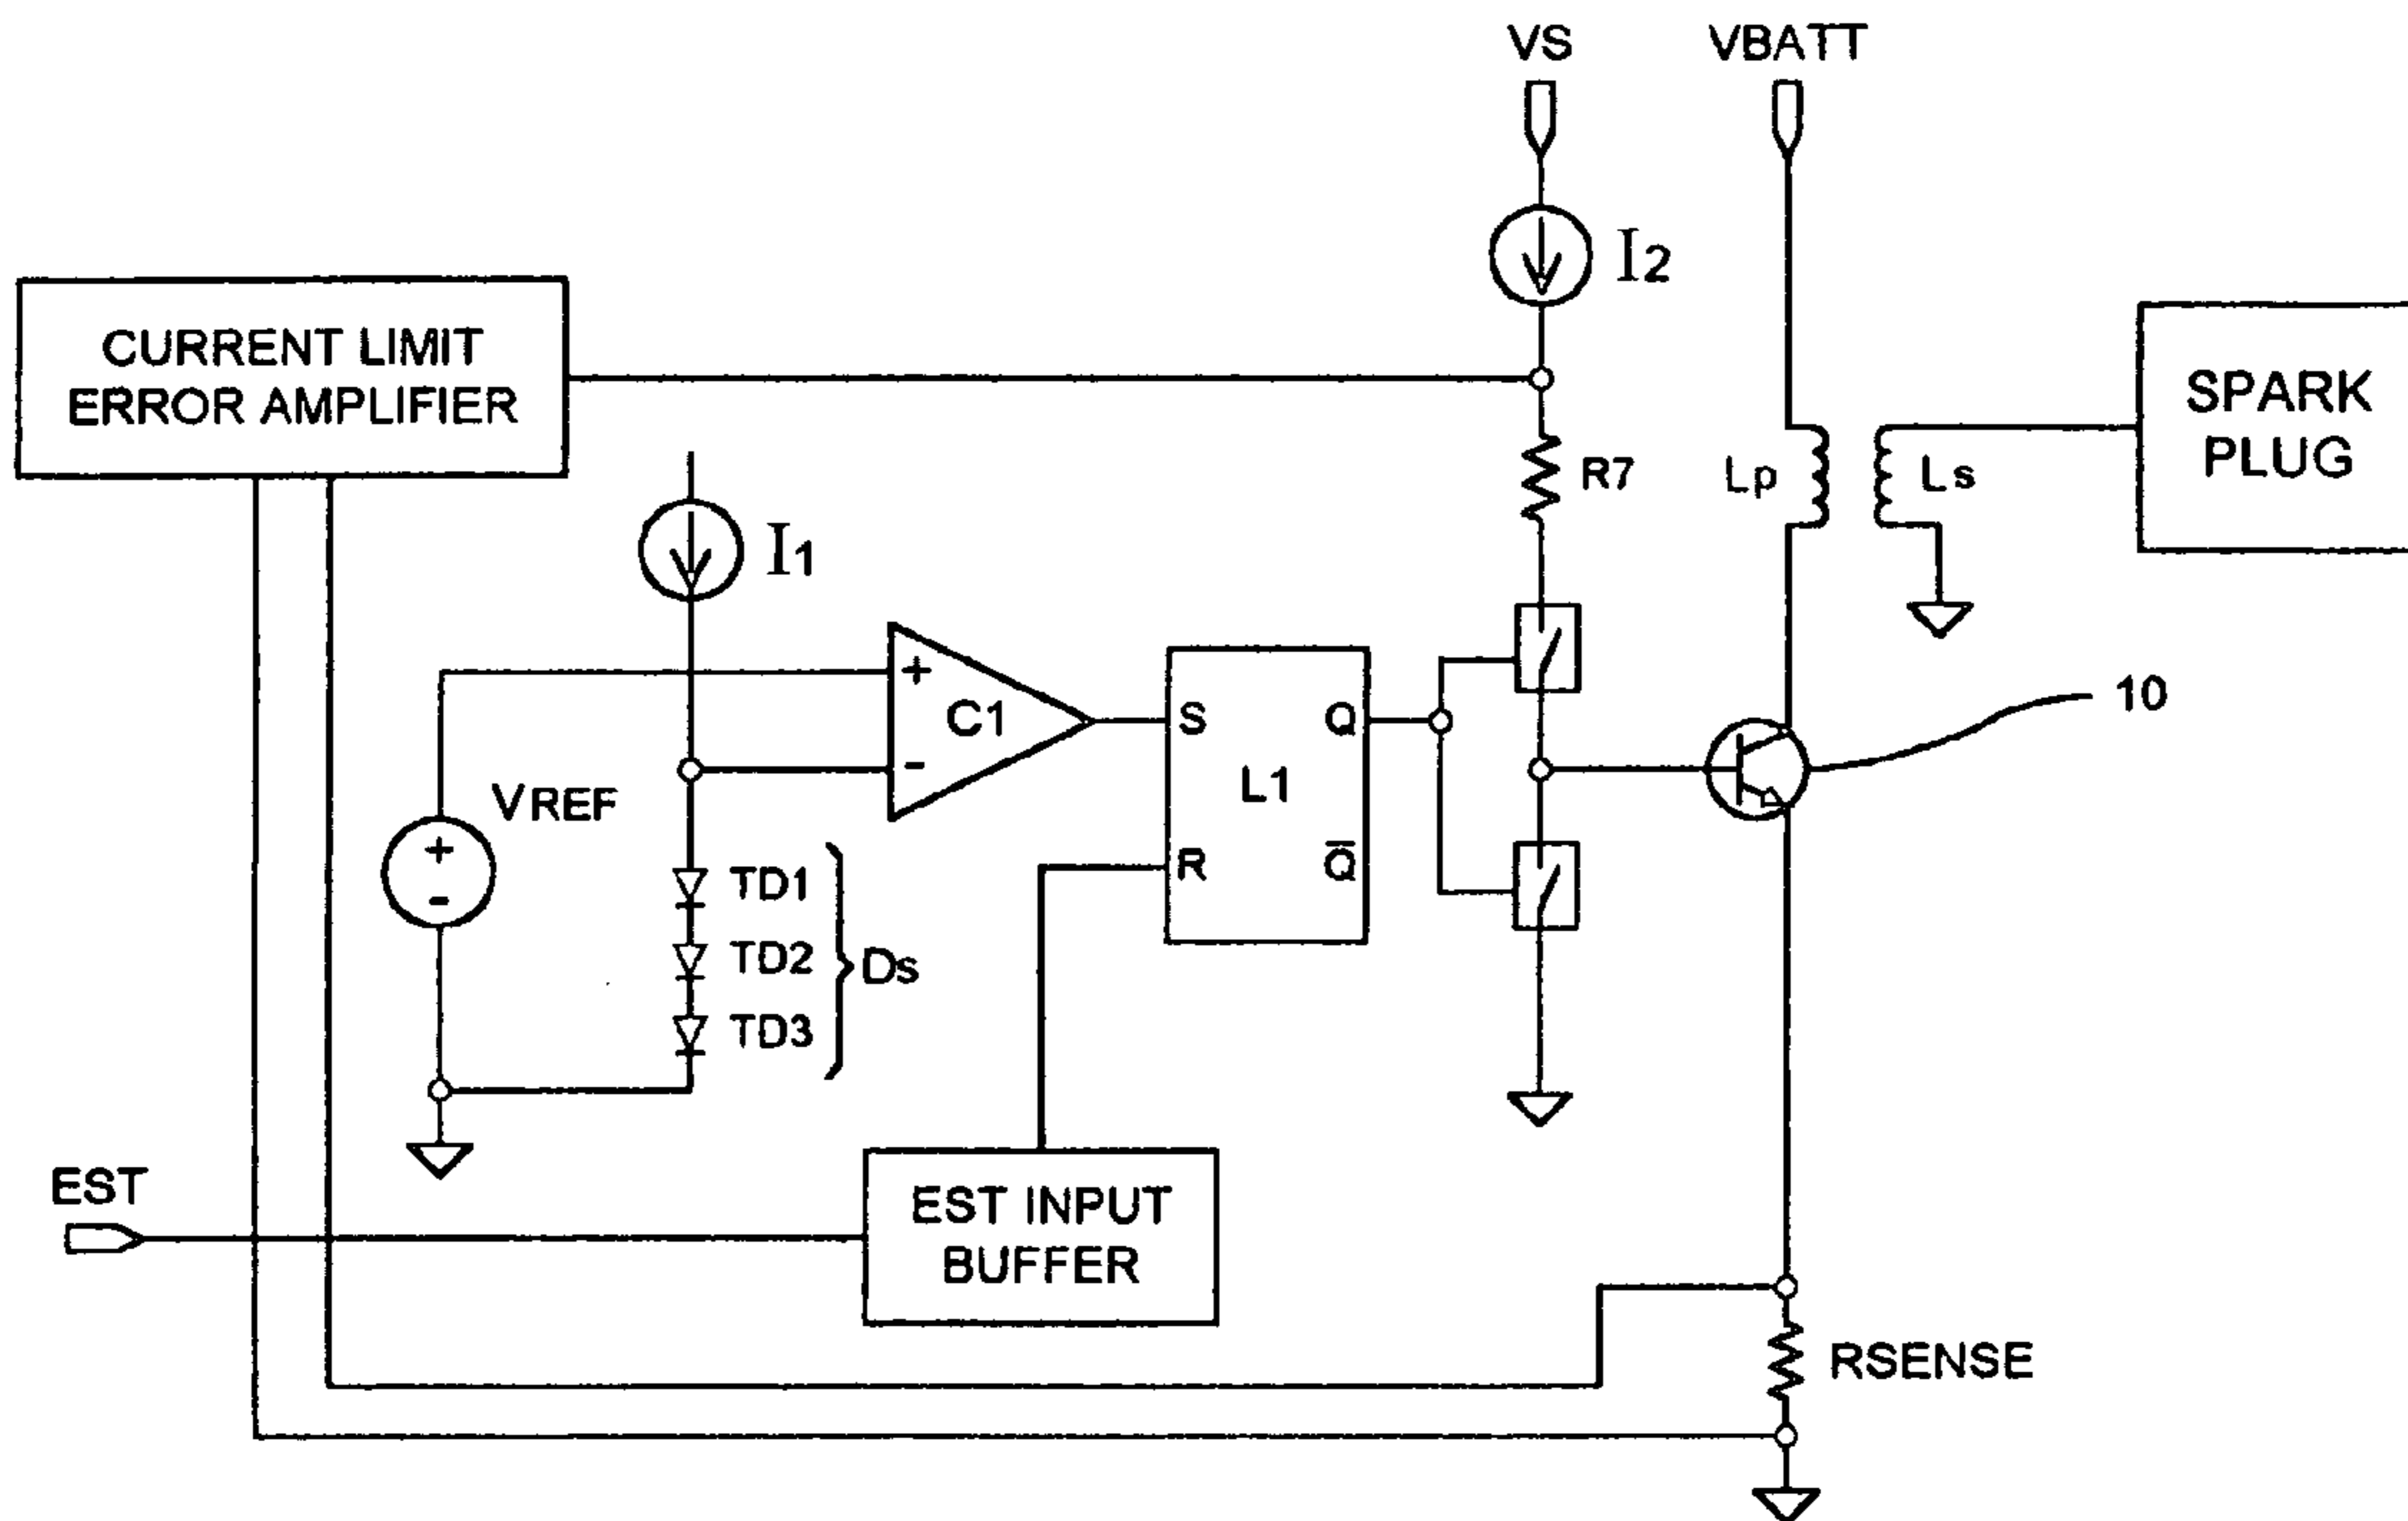 VS
VBATT
I2
CURRENT LIMIT
ERROR AMPLIFIER
SPARK
PLUG
R7
Lp
Ls
I1
+
C1
-
S
Q
L1
R
Q̅
10
VREF
+
-
TD1
TD2
TD3
Ds
EST
EST INPUT
BUFFER
RSENSE